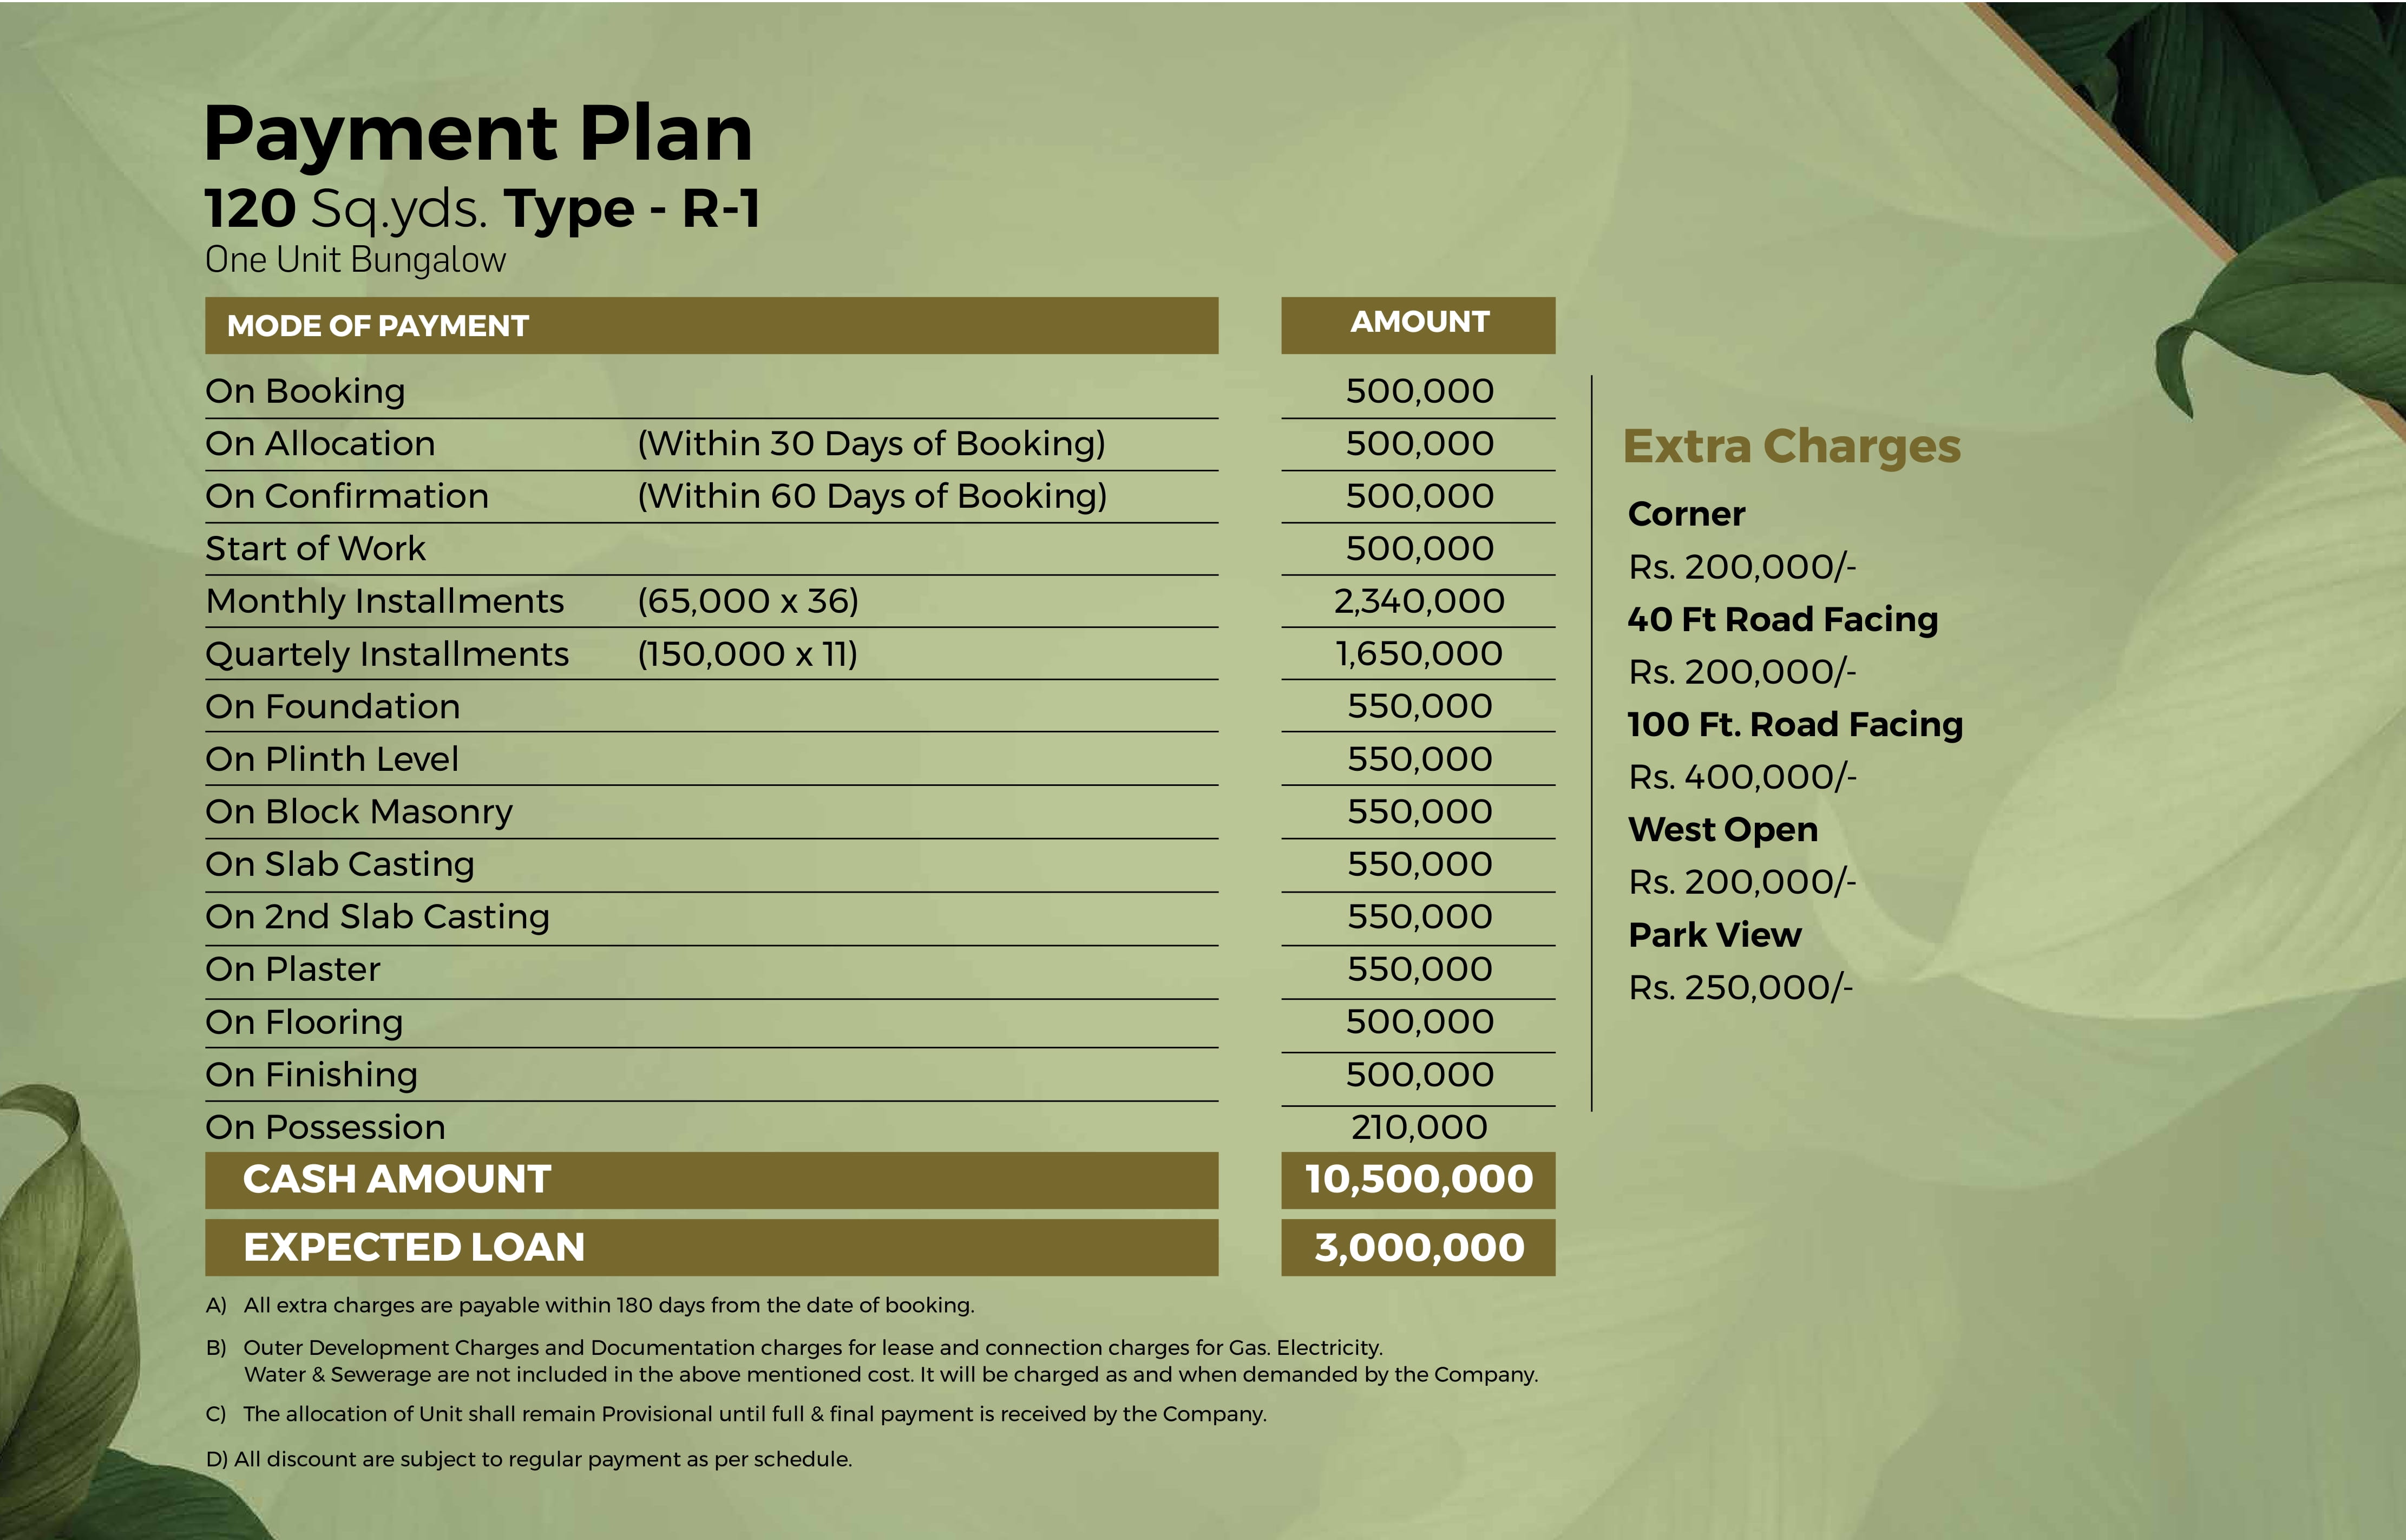 Payment Plan
120 Sq.yds. Type - R-1
One Unit Bungalow
MODE OF PAYMENT AMOUNT
On Booking 500,000
On Allocation (Within 30 Days of Booking) 500,000
On Confirmation (Within 60 Days of Booking) 500,000
Start of Work 500,000
Monthly Installments (65,000 x 36) 2,340,000
Quartely Installments (150,000 x 11) 1,650,000
On Foundation 550,000
On Plinth Level 550,000
On Block Masonry 550,000
On Slab Casting 550,000
On 2nd Slab Casting 550,000
On Plaster 550,000
On Flooring 500,000
On Finishing 500,000
On Possession 210,000
CASH AMOUNT 10,500,000
EXPECTED LOAN 3,000,000
Extra Charges
Corner
Rs. 200,000/-
40 Ft Road Facing
Rs. 200,000/-
100 Ft. Road Facing
Rs. 400,000/-
West Open
Rs. 200,000/-
Park View
Rs. 250,000/-
A) All extra charges are payable within 180 days from the date of booking.
B) Outer Development Charges and Documentation charges for lease and connection charges for Gas. Electricity.
Water & Sewerage are not included in the above mentioned cost. It will be charged as and when demanded by the Company.
C) The allocation of Unit shall remain Provisional until full & final payment is received by the Company.
D) All discount are subject to regular payment as per schedule.